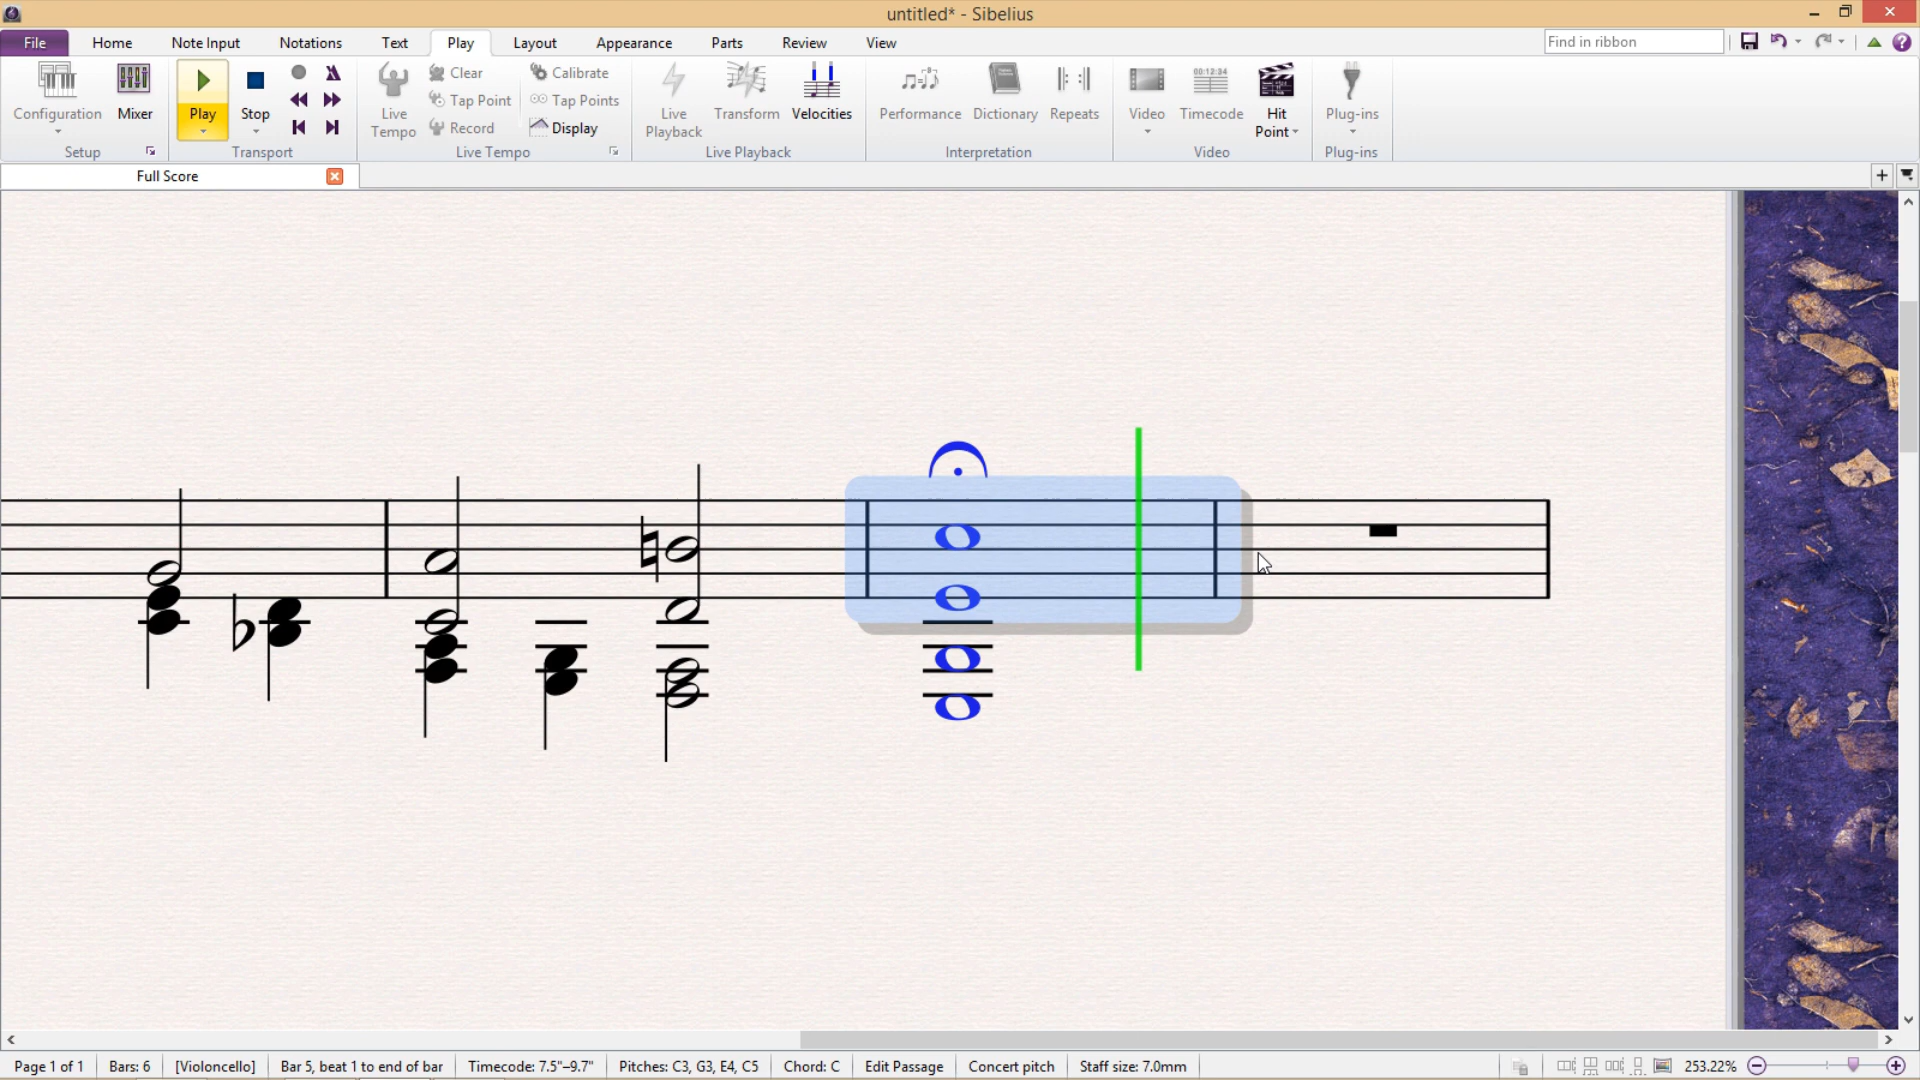 untitled* - Sibelius
File Home Note Input Notations Text Play Layout Appearance Parts Review View Find in ribbon
Configuration Mixer Play Stop Live Tempo Clear Tap Point Record Calibrate Tap Points Display Live Playback Transform Velocities Performance Dictionary Repeats Video 00:12:34 Timecode Hit Point Plug-ins
Setup Transport Live Tempo Live Playback Interpretation Video Plug-ins
Full Score
Page 1 of 1 Bars: 6 [Violoncello] Bar 5, beat 1 to end of bar Timecode: 7.5"–9.7" Pitches: C3, G3, E4, C5 Chord: C Edit Passage Concert pitch Staff size: 7.0mm 253.22%